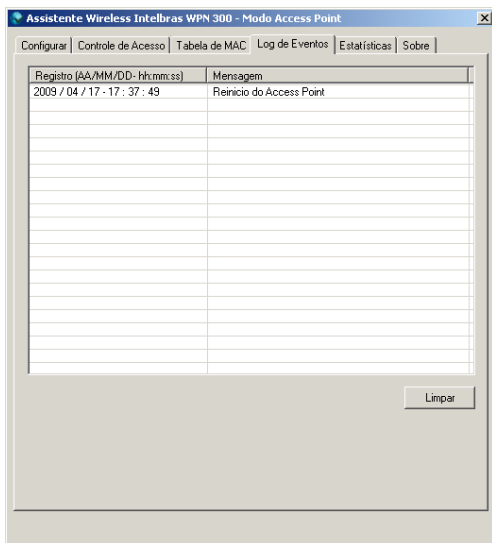 Assistente Wireless Intelbras WPN 300 - Modo Access Point
Configurar Controle de Acesso Tabela de MAC Log de Eventos Estatísticas Sobre
Registro (AA/MM/DD- hh:mm:ss) Mensagem
2009 / 04 / 17 - 17 : 37 : 49 Reinicio do Access Point
Limpar